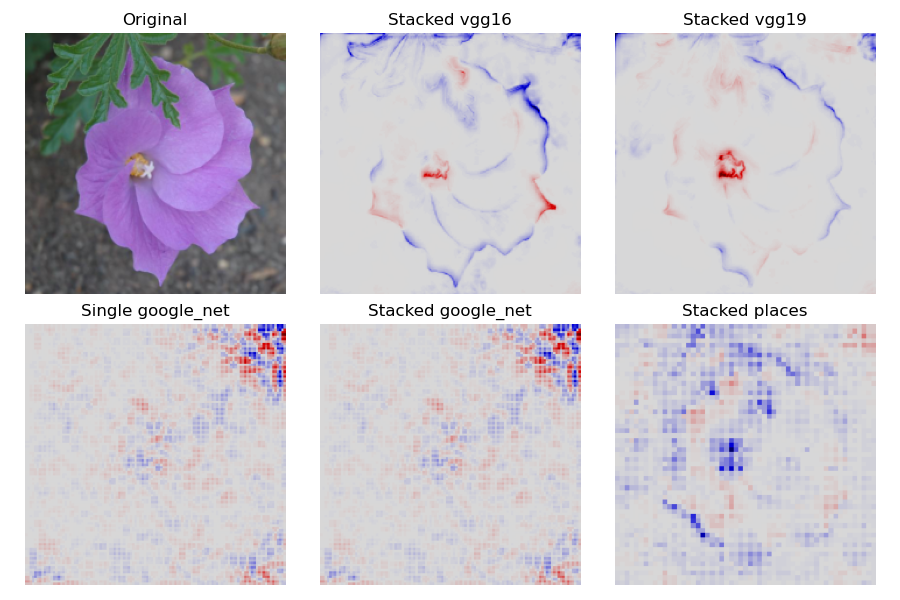 Original
Stacked vgg16
Stacked vgg19
Single google_net
Stacked google_net
Stacked places